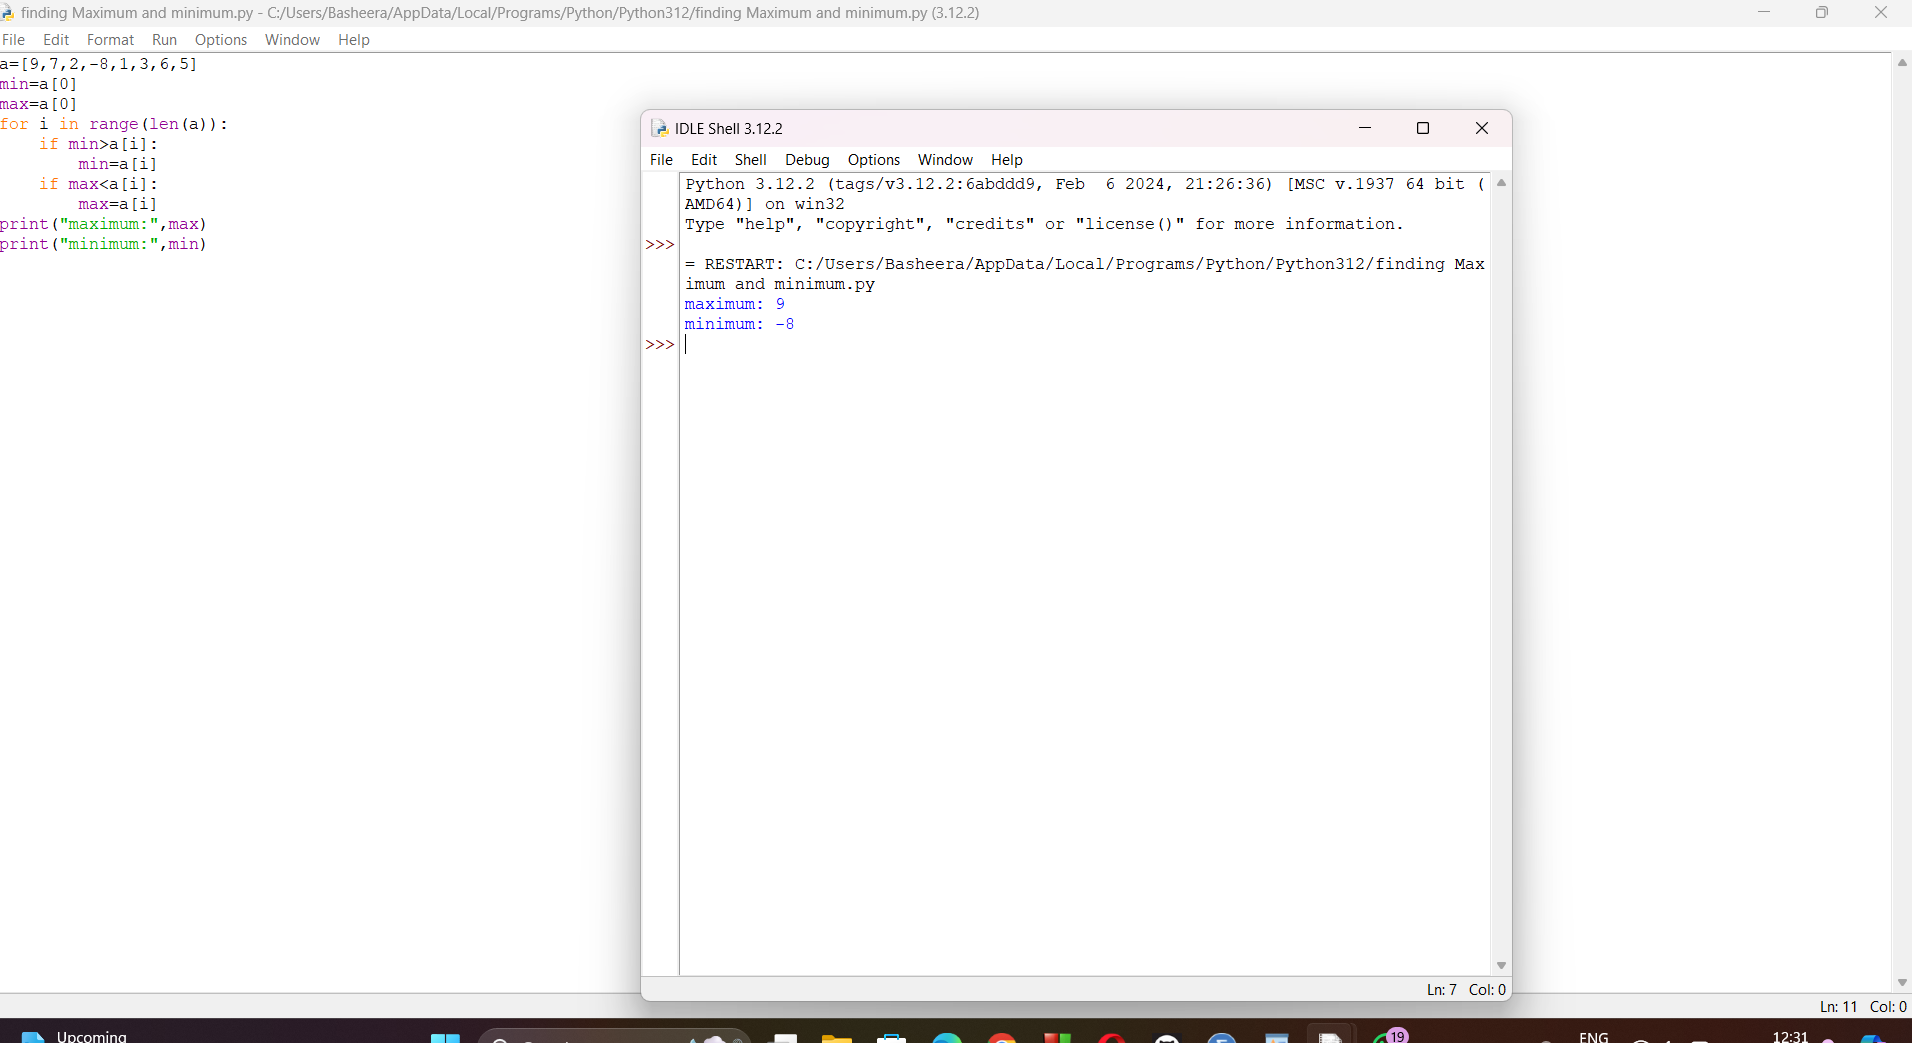 finding Maximum and minimum.py - C:/Users/Basheera/AppData/Local/Programs/Python/Python312/finding Maximum and minimum.py (3.12.2)
File Edit Format Run Options Window Help
a=[9,7,2,-8,1,3,6,5]
min=a[0]
max=a[0]
for i in range(len(a)):
    if min>a[i]:
        min=a[i]
    if max<a[i]:
        max=a[i]
print("maximum:",max)
print("minimum:",min)
IDLE Shell 3.12.2
File Edit Shell Debug Options Window Help
Python 3.12.2 (tags/v3.12.2:6abddd9, Feb  6 2024, 21:26:36) [MSC v.1937 64 bit (
AMD64)] on win32
Type "help", "copyright", "credits" or "license()" for more information.
>>>
= RESTART: C:/Users/Basheera/AppData/Local/Programs/Python/Python312/finding Max
imum and minimum.py
maximum: 9
minimum: -8
>>>
Ln: 7 Col: 0
Ln: 11 Col: 0
Upcoming
19
ENG
12:31